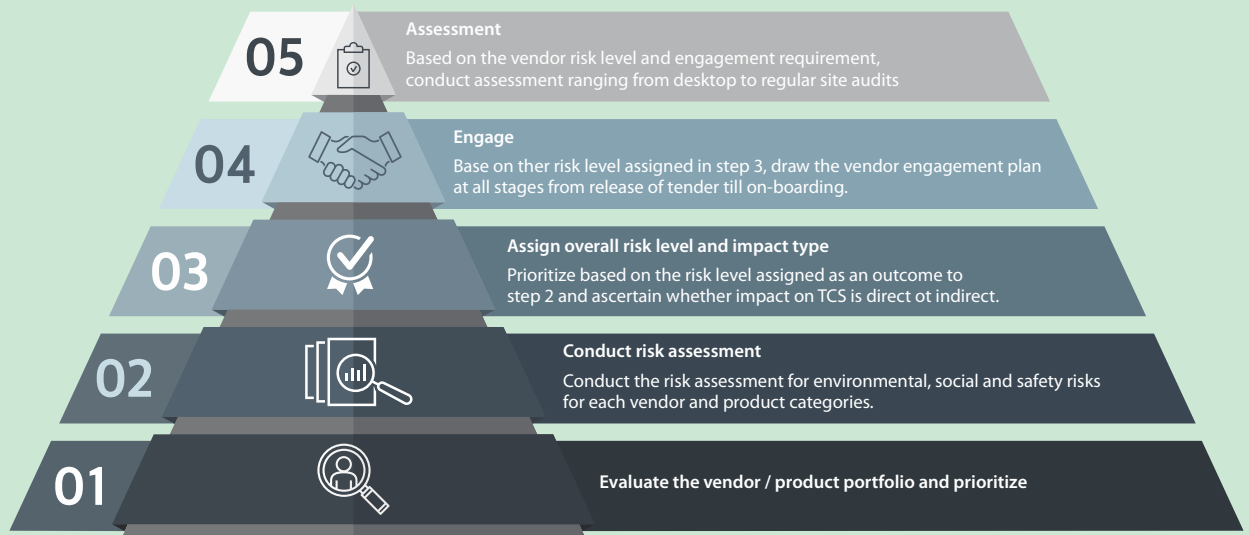 05
Assessment
Based on the vendor risk level and engagement requirement,
conduct assessment ranging from desktop to regular site audits
04
Engage
Base on ther risk level assigned in step 3, draw the vendor engagement plan
at all stages from release of tender till on-boarding.
03
Assign overall risk level and impact type
Prioritize based on the risk level assigned as an outcome to
step 2 and ascertain whether impact on TCS is direct ot indirect.
02
Conduct risk assessment
Conduct the risk assessment for environmental, social and safety risks
for each vendor and product categories.
01
Evaluate the vendor / product portfolio and prioritize